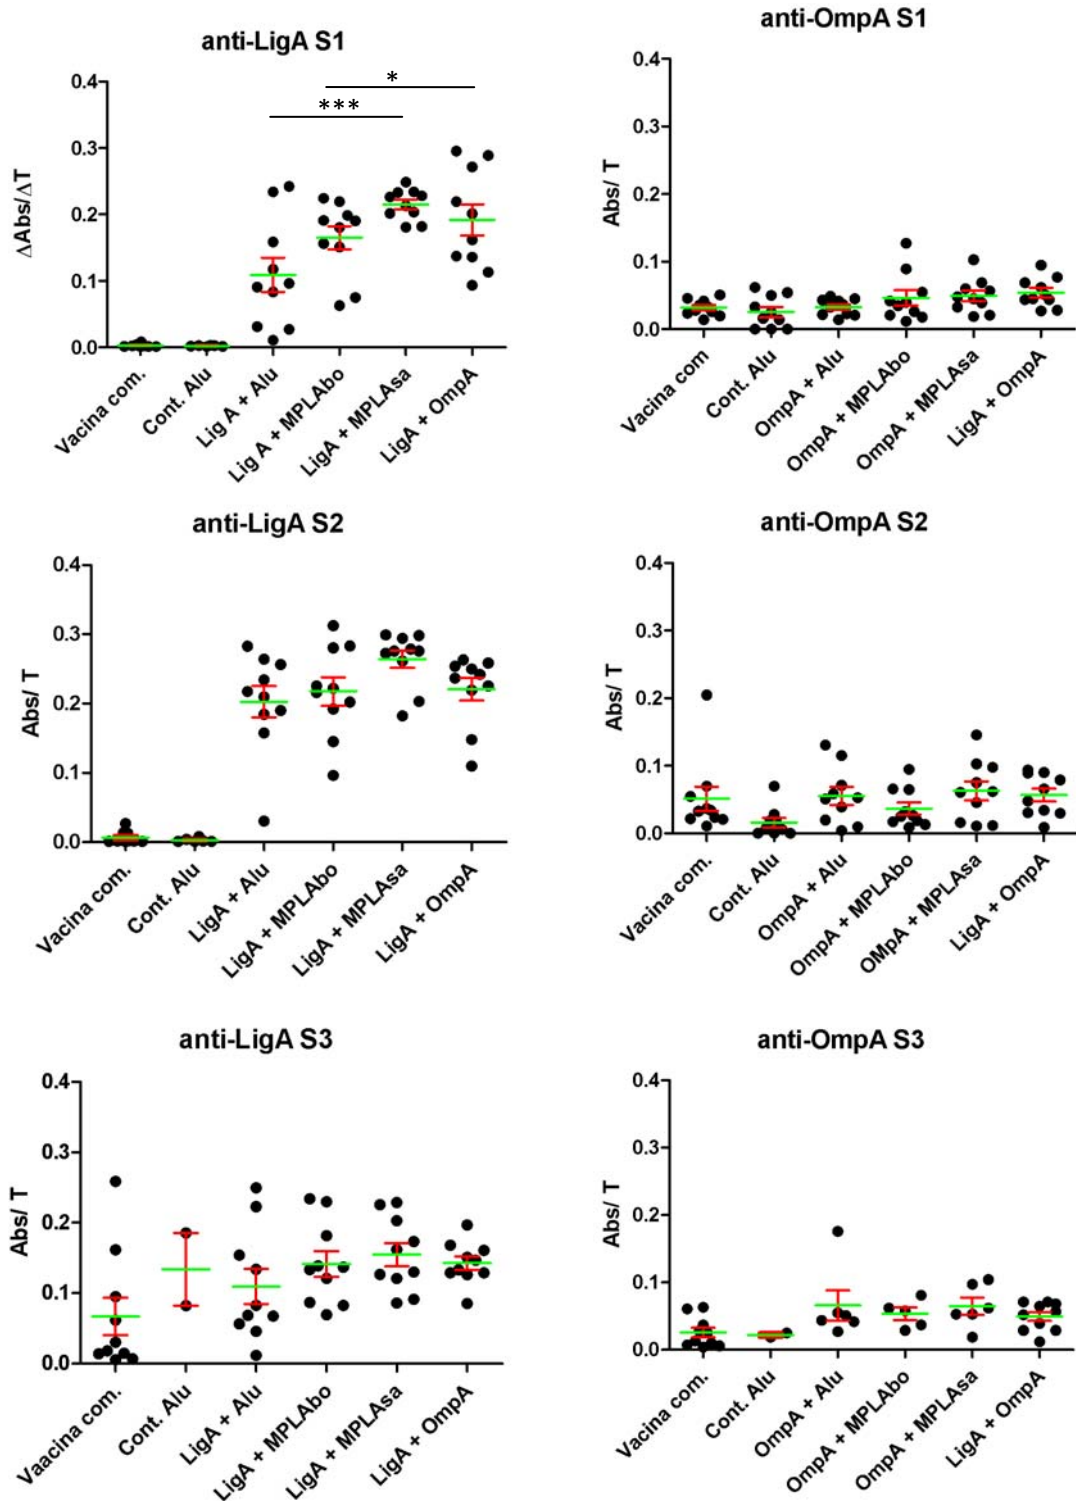 anti-LigA S1
*
***
ΔAbs/ΔT
0.4
0.3
0.2
0.1
0.0
Vacina com.
Cont. Alu
Lig A + Alu
Lig A + MPLAbo
LigA + MPLAsa
LigA + OmpA
anti-OmpA S1
Abs/ T
0.4
0.3
0.2
0.1
0.0
Vacina com
Cont. Alu
OmpA + Alu
OmpA + MPLAbo
OmpA + MPLAsa
LigA + OmpA
anti-LigA S2
Abs/ T
0.4
0.3
0.2
0.1
0.0
Vacina com.
Cont. Alu
LigA + Alu
LigA + MPLAbo
LigA + MPLAsa
LigA + OmpA
anti-OmpA S2
Abs/ T
0.4
0.3
0.2
0.1
0.0
Vacina com.
Cont. Alu
OmpA + Alu
OmpA + MPLAbo
OMpA + MPLAsa
LigA + OmpA
anti-LigA S3
Abs/ T
0.4
0.3
0.2
0.1
0.0
Vaacina com.
Cont. Alu
LigA + Alu
LigA + MPLAbo
LigA + MPLAsa
LigA + OmpA
anti-OmpA S3
Abs/ T
0.4
0.3
0.2
0.1
0.0
Vacina com.
Cont. Alu
OmpA + Alu
OmpA + MPLAbo
OmpA + MPLAsa
LigA + OmpA